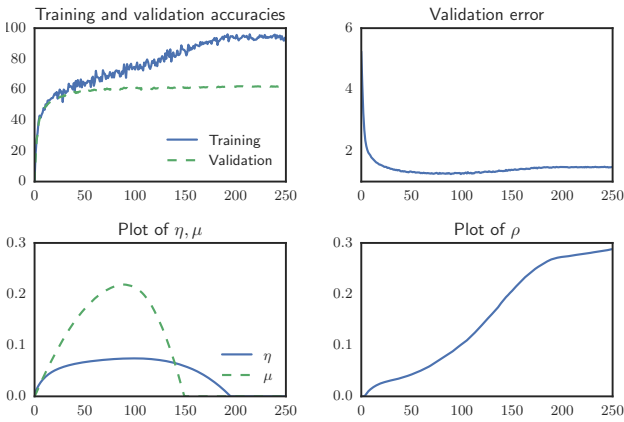 Training and validation accuracies
100
80
60
40
20
0
0 50 100 150 200 250
Training
Validation
Validation error
6
4
2
0 50 100 150 200 250
Plot of η, μ
0.3
0.2
0.1
0.0
0 50 100 150 200 250
η
μ
Plot of ρ
0.3
0.2
0.1
0.0
0 50 100 150 200 250